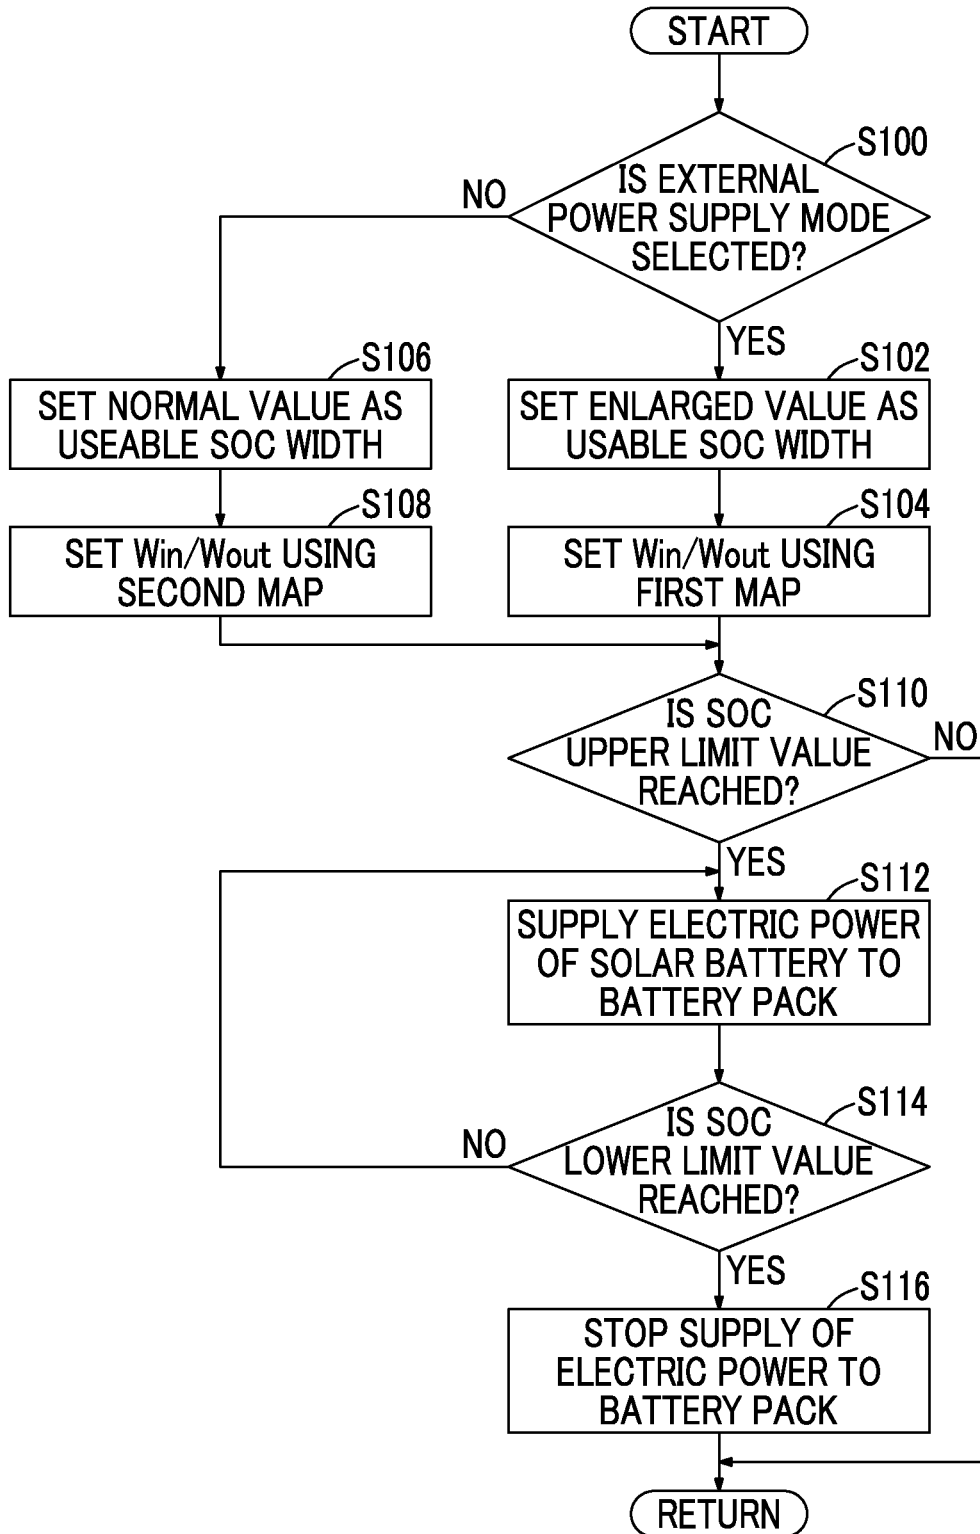 START
S100
IS EXTERNAL
POWER SUPPLY MODE
SELECTED?
NO
YES
S106
SET NORMAL VALUE AS
USEABLE SOC WIDTH
S102
SET ENLARGED VALUE AS
USABLE SOC WIDTH
S108
SET Win/Wout USING
SECOND MAP
S104
SET Win/Wout USING
FIRST MAP
S110
IS SOC
UPPER LIMIT VALUE
REACHED?
NO
YES
S112
SUPPLY ELECTRIC POWER
OF SOLAR BATTERY TO
BATTERY PACK
S114
IS SOC
LOWER LIMIT VALUE
REACHED?
NO
YES
S116
STOP SUPPLY OF
ELECTRIC POWER TO
BATTERY PACK
RETURN